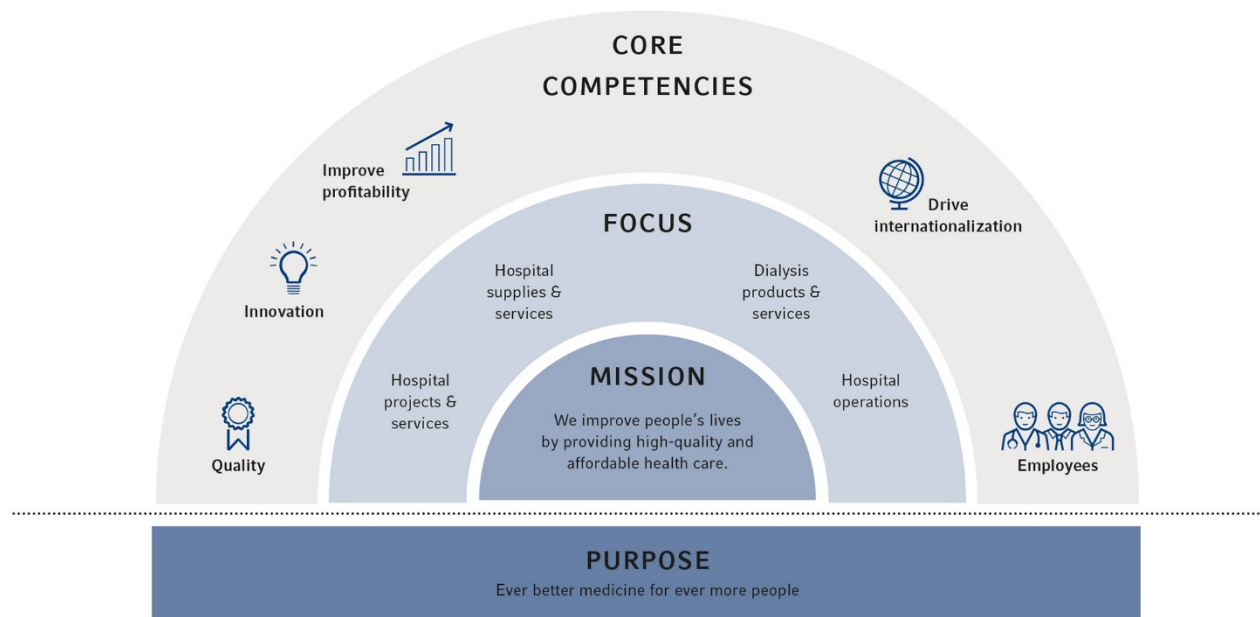 CORE
COMPETENCIES
Improve
profitability
Drive
internationalization
Innovation
Quality
Employees
FOCUS
Hospital
supplies &
services
Dialysis
products &
services
Hospital
projects &
services
Hospital
operations
MISSION
We improve people’s lives
by providing high-quality and
affordable health care.
PURPOSE
Ever better medicine for ever more people